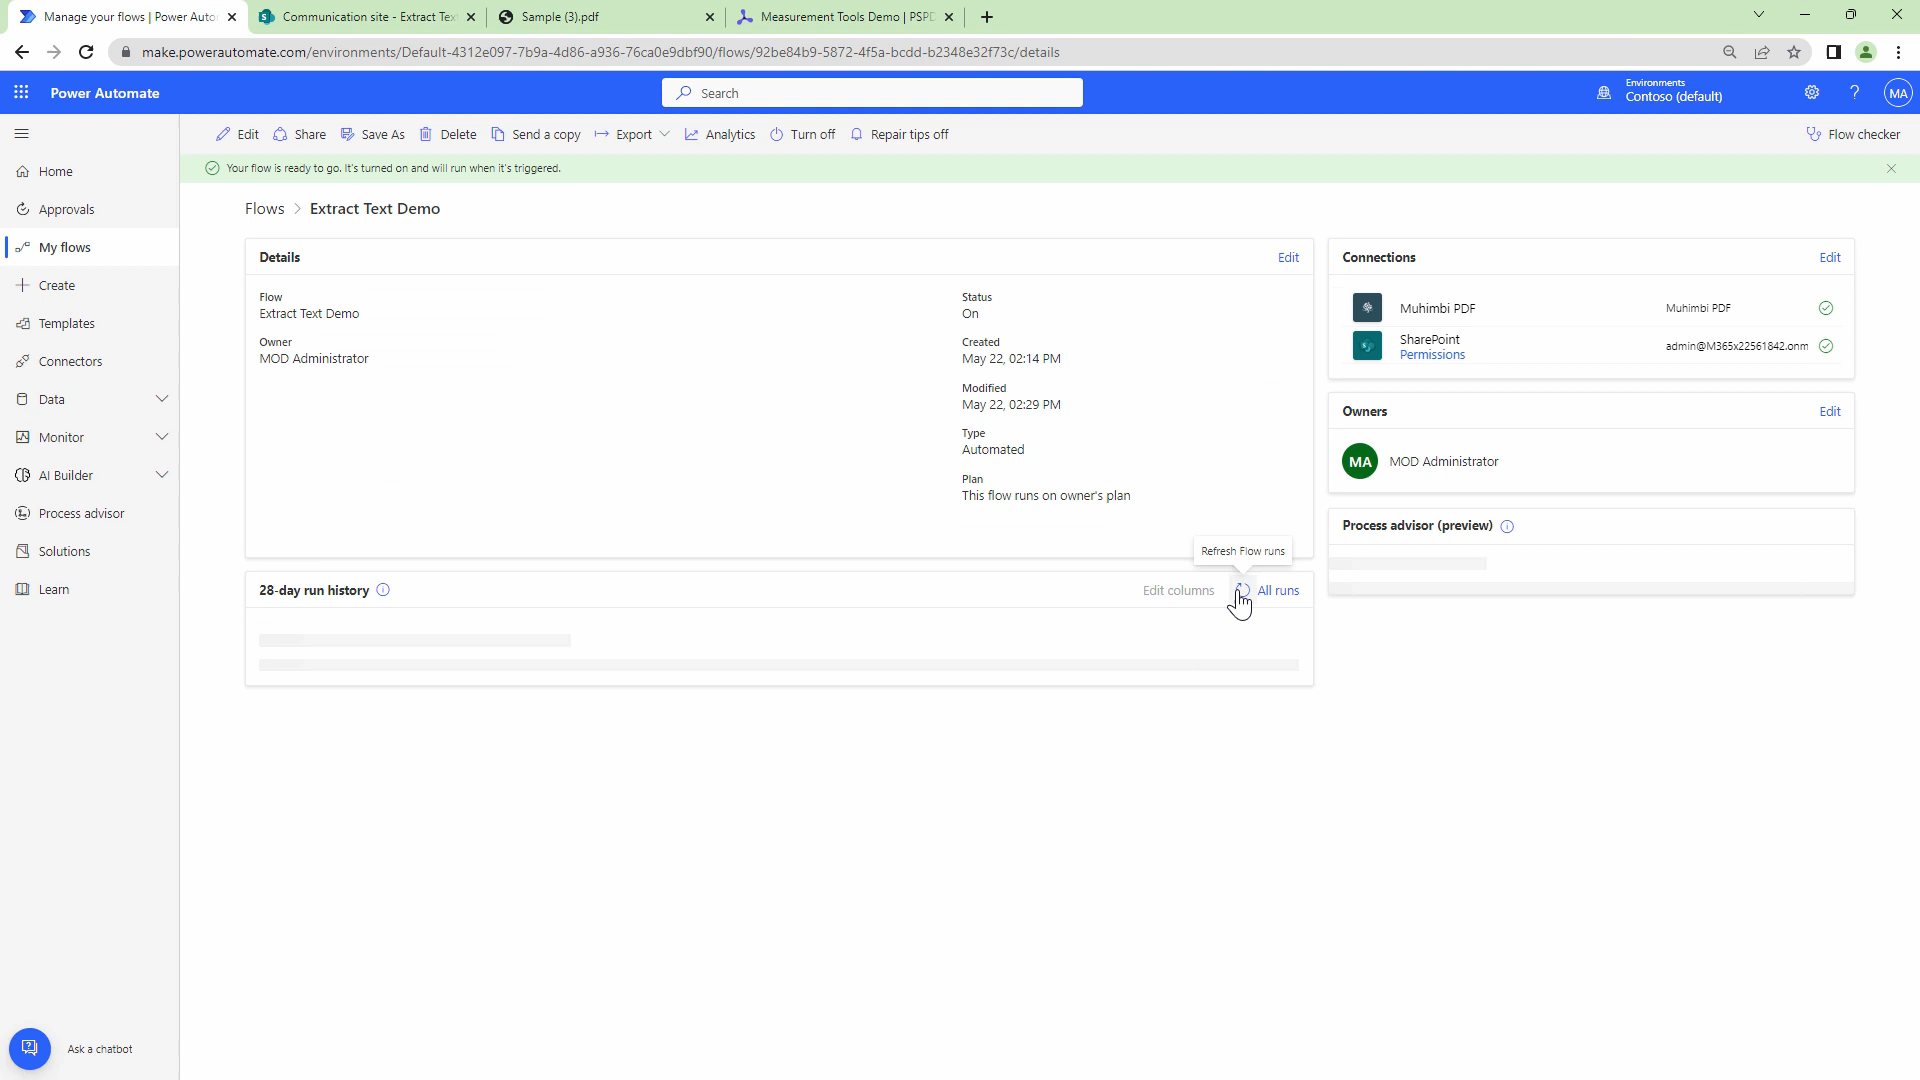 Manage your flows | Power Auto
Communication site - Extract Tex
Sample (3).pdf
Measurement Tools Demo | PSPD
make.powerautomate.com/environments/Default-4312e097-7b9a-4d86-a936-76ca0e9dbf90/flows/92be84b9-5872-4f5a-bcdd-b2348e32f73c/details
Power Automate
Search
Environments
Contoso (default)
MA
Edit
Share
Save As
Delete
Send a copy
Export
Analytics
Turn off
Repair tips off
Flow checker
Your flow is ready to go. It's turned on and will run when it's triggered.
Home
Approvals
My flows
Create
Templates
Connectors
Data
Monitor
AI Builder
Process advisor
Solutions
Learn
Ask a chatbot
Flows > Extract Text Demo
Details
Edit
Flow
Extract Text Demo
Owner
MOD Administrator
Status
On
Created
May 22, 02:14 PM
Modified
May 22, 02:29 PM
Type
Automated
Plan
This flow runs on owner's plan
Refresh Flow runs
28-day run history
Edit columns
All runs
Connections
Edit
Muhimbi PDF
Muhimbi PDF
SharePoint
Permissions
admin@M365x22561842.onm
Owners
Edit
MA
MOD Administrator
Process advisor (preview)